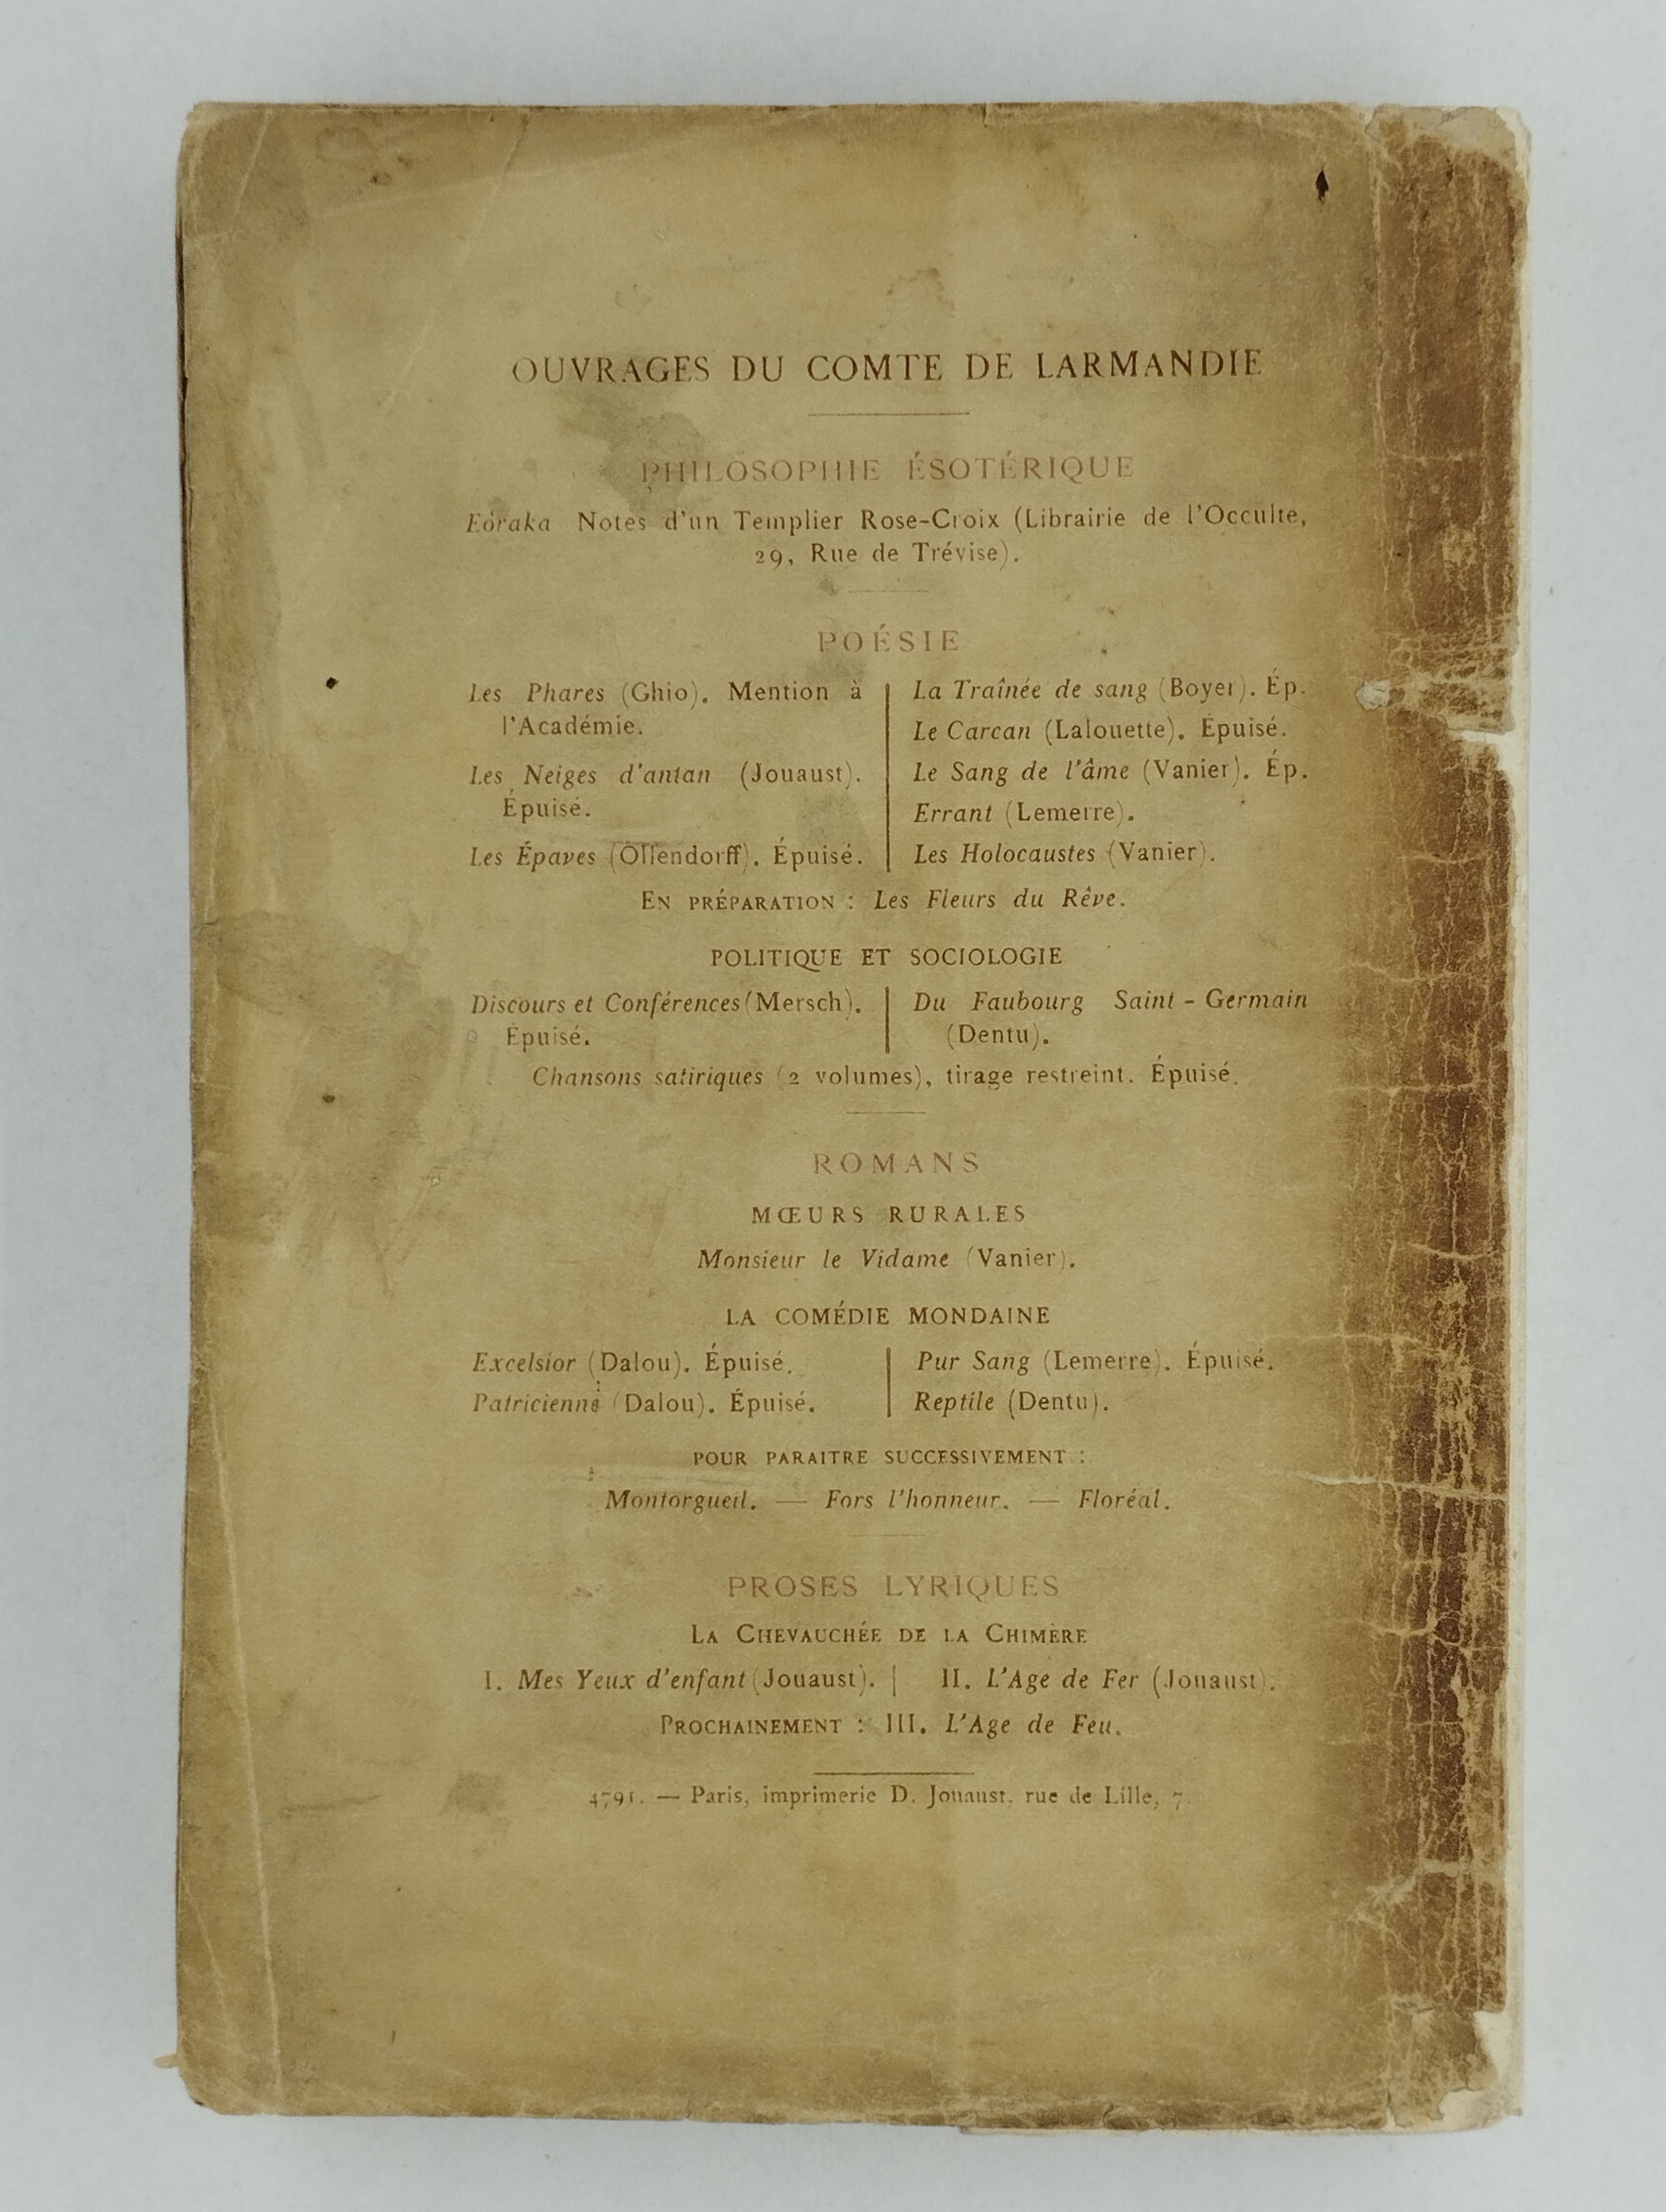 OUVRAGES DU COMTE DE LARMANDIE
PHILOSOPHIE ÉSOTÉRIQUE
Eôraka Notes d'un Templier Rose-Croix (Librairie de l'Occulte,
29, Rue de Trévise).
POÉSIE
Les Phares (Ghio). Mention à
l'Académie.
Les Neiges d'antan (Jouaust).
Épuisé.
Les Épaves (Ollendorff). Épuisé.
La Traînée de sang (Boyer). Ép.
Le Carcan (Lalouette). Épuisé.
Le Sang de l'âme (Vanier). Ép.
Errant (Lemerre).
Les Holocaustes (Vanier).
EN PRÉPARATION : Les Fleurs du Rêve.
POLITIQUE ET SOCIOLOGIE
Discours et Conférences (Mersch).
Épuisé.
Du Faubourg Saint-Germain
(Dentu).
Chansons satiriques (2 volumes), tirage restreint. Épuisé.
ROMANS
MŒURS RURALES
Monsieur le Vidame (Vanier).
LA COMÉDIE MONDAINE
Excelsior (Dalou). Épuisé.
Patricienne (Dalou). Épuisé.
Pur Sang (Lemerre). Épuisé.
Reptile (Dentu).
POUR PARAITRE SUCCESSIVEMENT :
Montorgueil. — Fors l'honneur. — Floréal.
PROSES LYRIQUES
LA CHEVAUCHÉE DE LA CHIMÈRE
I. Mes Yeux d'enfant (Jouaust).
II. L'Age de Fer (Jouaust).
PROCHAINEMENT : III. L'Age de Feu.
4791. — Paris, imprimerie D. Jouaust, rue de Lille, 7.